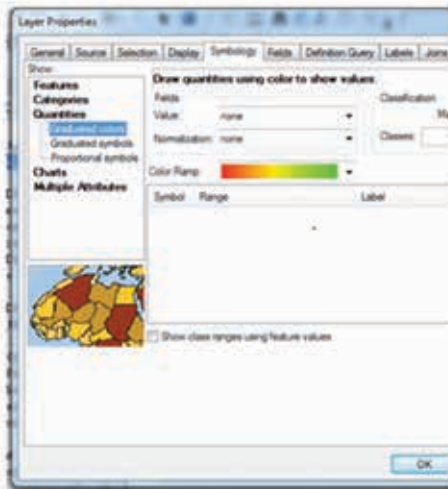 Layer Properties
General Source Selection Display Symbology Fields Definition Query Labels Joins
Show:
Features
Categories
Quantities
Graduated colors
Graduated symbols
Proportional symbols
Charts
Multiple Attributes
Draw quantities using color to show values
Fields
Value: none
Normalization: none
Color Ramp
Classification
Classes
Symbol Range Label
Show class ranges using feature values
OK